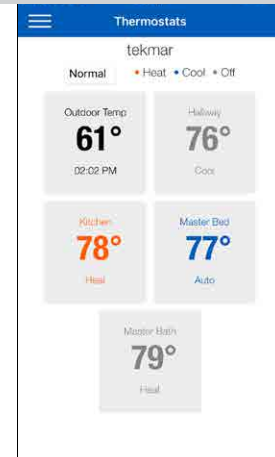 Thermostats
tekmar
Normal • Heat • Cool • Off
Outdoor Temp
61°
02:02 PM
Hallway
76°
Cool
Kitchen
78°
Heat
Master Bed
77°
Auto
Master Bath
79°
Heat